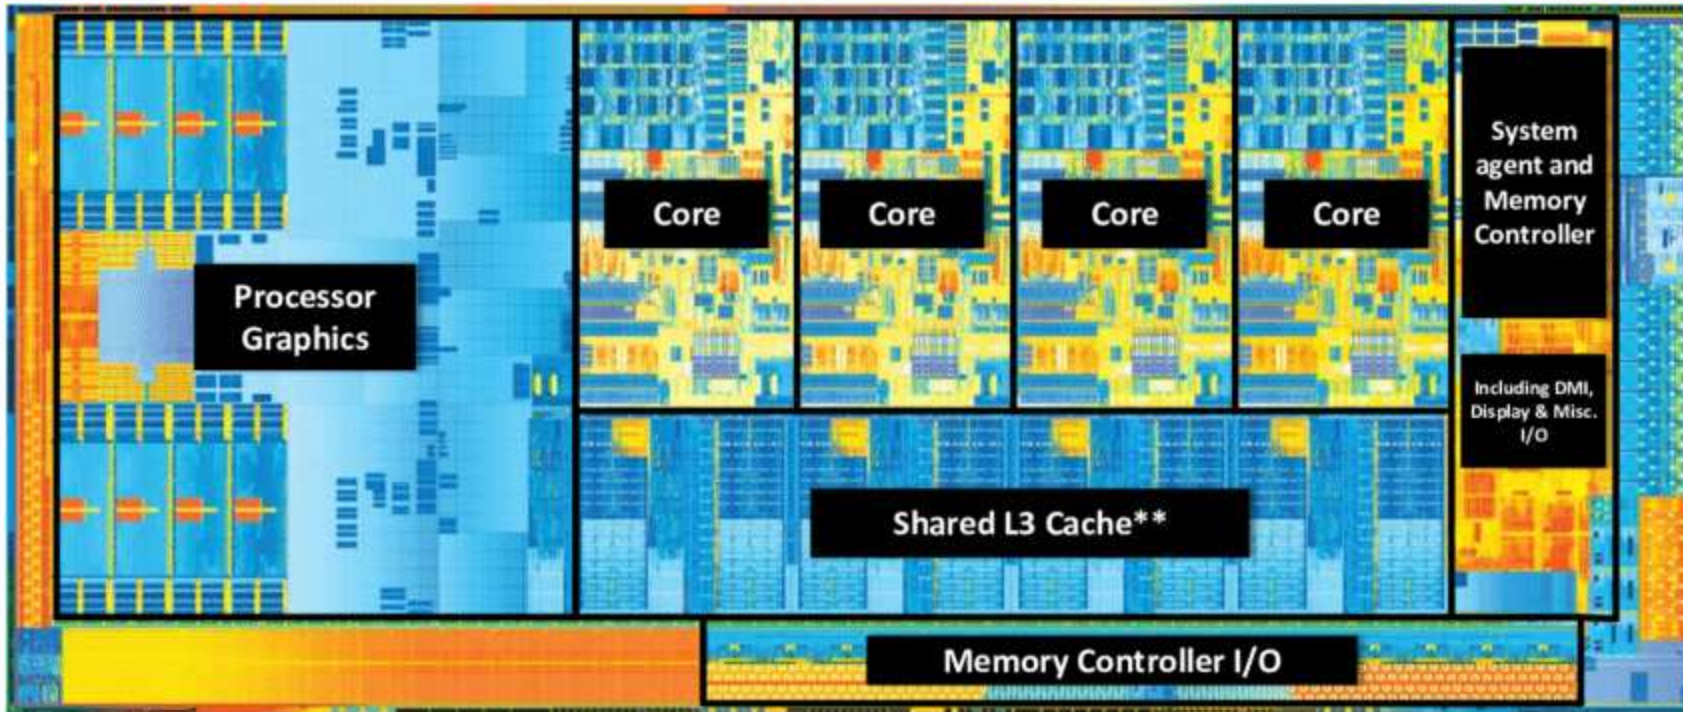 Processor
Graphics
Core
Core
Core
Core
System
agent and
Memory
Controller
Including DMI,
Display & Misc.
I/O
Shared L3 Cache**
Memory Controller I/O